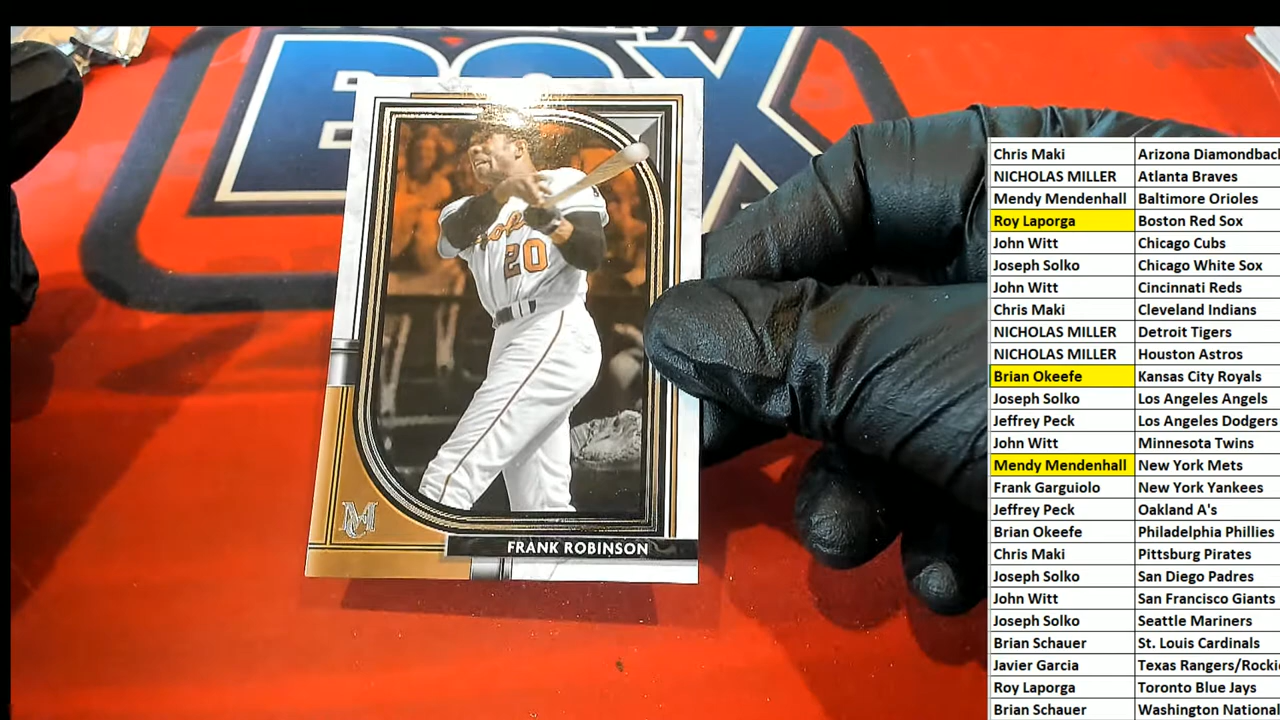 BOX
20
M
FRANK ROBINSON
Chris Maki Arizona Diamondback
NICHOLAS MILLER Atlanta Braves
Mendy Mendenhall Baltimore Orioles
Roy Laporga Boston Red Sox
John Witt Chicago Cubs
Joseph Solko Chicago White Sox
John Witt Cincinnati Reds
Chris Maki Cleveland Indians
NICHOLAS MILLER Detroit Tigers
NICHOLAS MILLER Houston Astros
Brian Okeefe Kansas City Royals
Joseph Solko Los Angeles Angels
Jeffrey Peck Los Angeles Dodgers
John Witt Minnesota Twins
Mendy Mendenhall New York Mets
Frank Garguiolo New York Yankees
Jeffrey Peck Oakland A's
Brian Okeefe Philadelphia Phillies
Chris Maki Pittsburg Pirates
Joseph Solko San Diego Padres
John Witt San Francisco Giants
Joseph Solko Seattle Mariners
Brian Schauer St. Louis Cardinals
Javier Garcia Texas Rangers/Rockie
Roy Laporga Toronto Blue Jays
Brian Schauer Washington National